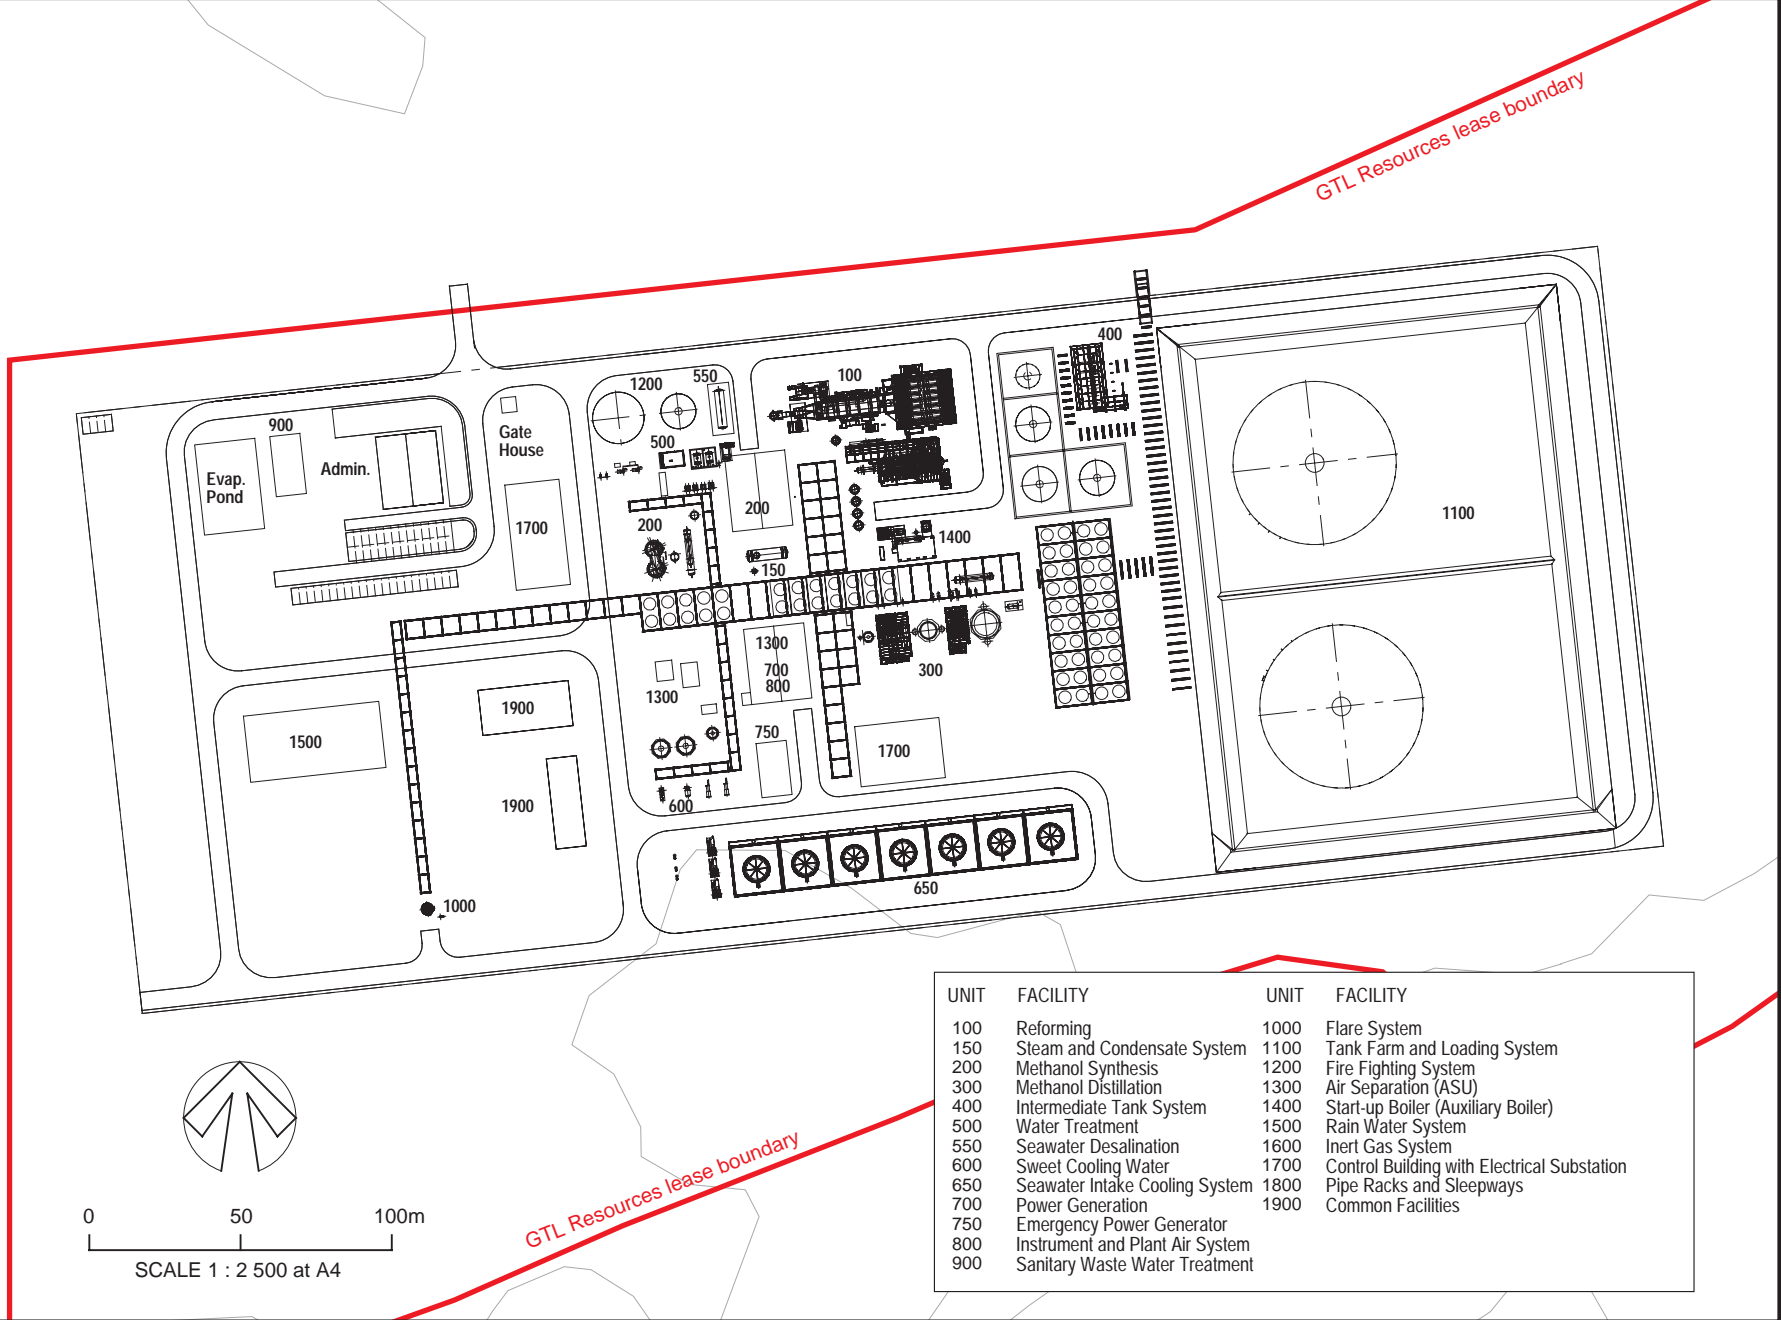 GTL Resources lease boundary
400
100
550
1200
900
Gate
House
500
Admin.
Evap.
Pond
200
1100
1700
200
1400
150
1300
700
800
300
1300
1900
750
1500
1700
1900
600
650
1000
GTL Resources lease boundary
0 50 100m
SCALE 1 : 2 500 at A4
UNIT FACILITY UNIT FACILITY
100 Reforming 1000 Flare System
150 Steam and Condensate System 1100 Tank Farm and Loading System
200 Methanol Synthesis 1200 Fire Fighting System
300 Methanol Distillation 1300 Air Separation (ASU)
400 Intermediate Tank System 1400 Start-up Boiler (Auxiliary Boiler)
500 Water Treatment 1500 Rain Water System
550 Seawater Desalination 1600 Inert Gas System
600 Sweet Cooling Water 1700 Control Building with Electrical Substation
650 Seawater Intake Cooling System 1800 Pipe Racks and Sleepways
700 Power Generation 1900 Common Facilities
750 Emergency Power Generator
800 Instrument and Plant Air System
900 Sanitary Waste Water Treatment